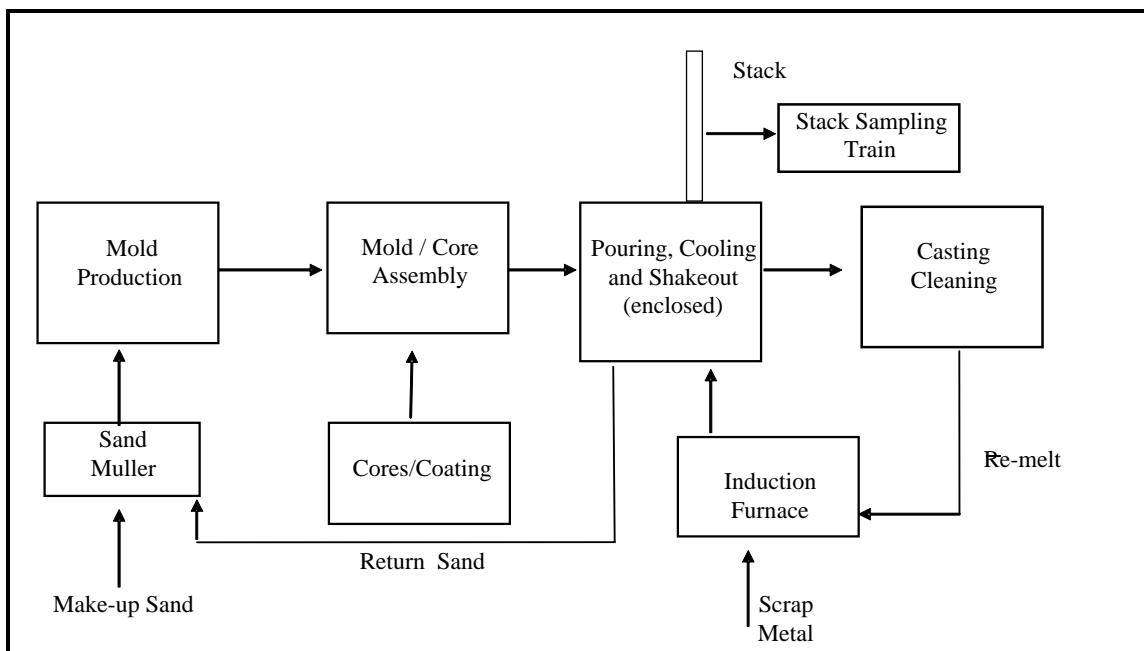 Stack
Stack Sampling
Train
Mold
Production
Mold / Core
Assembly
Pouring, Cooling
and Shakeout
(enclosed)
Casting
Cleaning
Sand
Muller
Cores/Coating
Induction
Furnace
Re-melt
Return Sand
Make-up Sand
Scrap
Metal